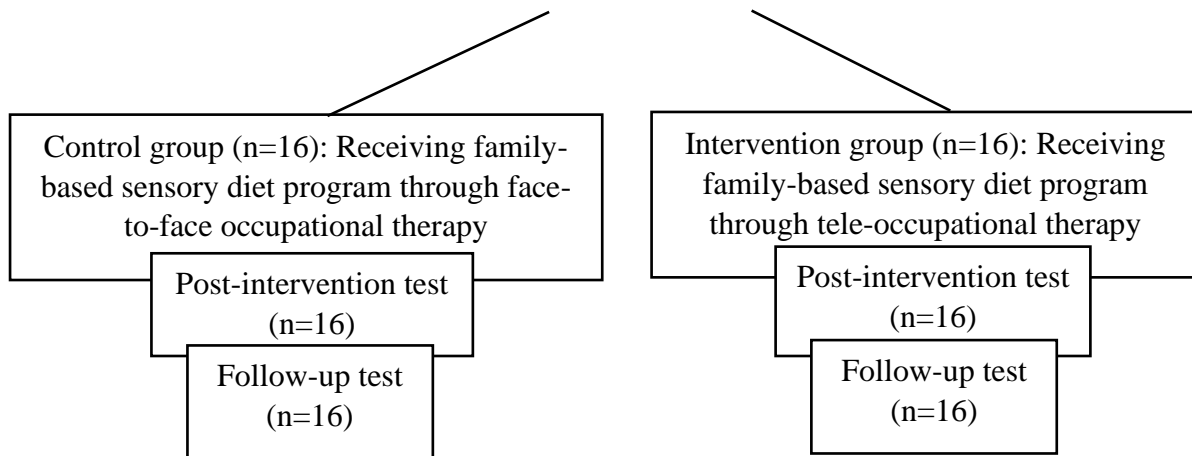 Control group (n=16): Receiving family-
based sensory diet program through face-
to-face occupational therapy
Post-intervention test
(n=16)
Follow-up test
(n=16)
Intervention group (n=16): Receiving
family-based sensory diet program
through tele-occupational therapy
Post-intervention test
(n=16)
Follow-up test
(n=16)